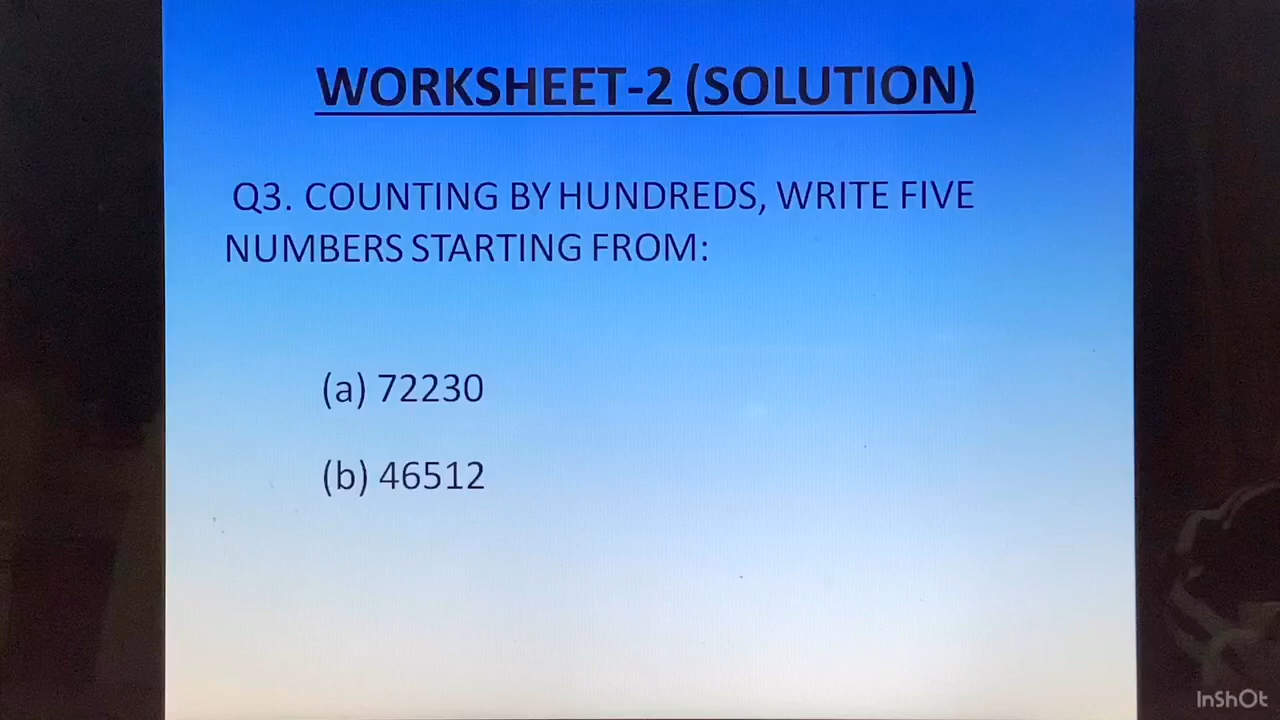 WORKSHEET-2 (SOLUTION)
Q3. COUNTING BY HUNDREDS, WRITE FIVE
NUMBERS STARTING FROM:
(a) 72230
(b) 46512
InShOt